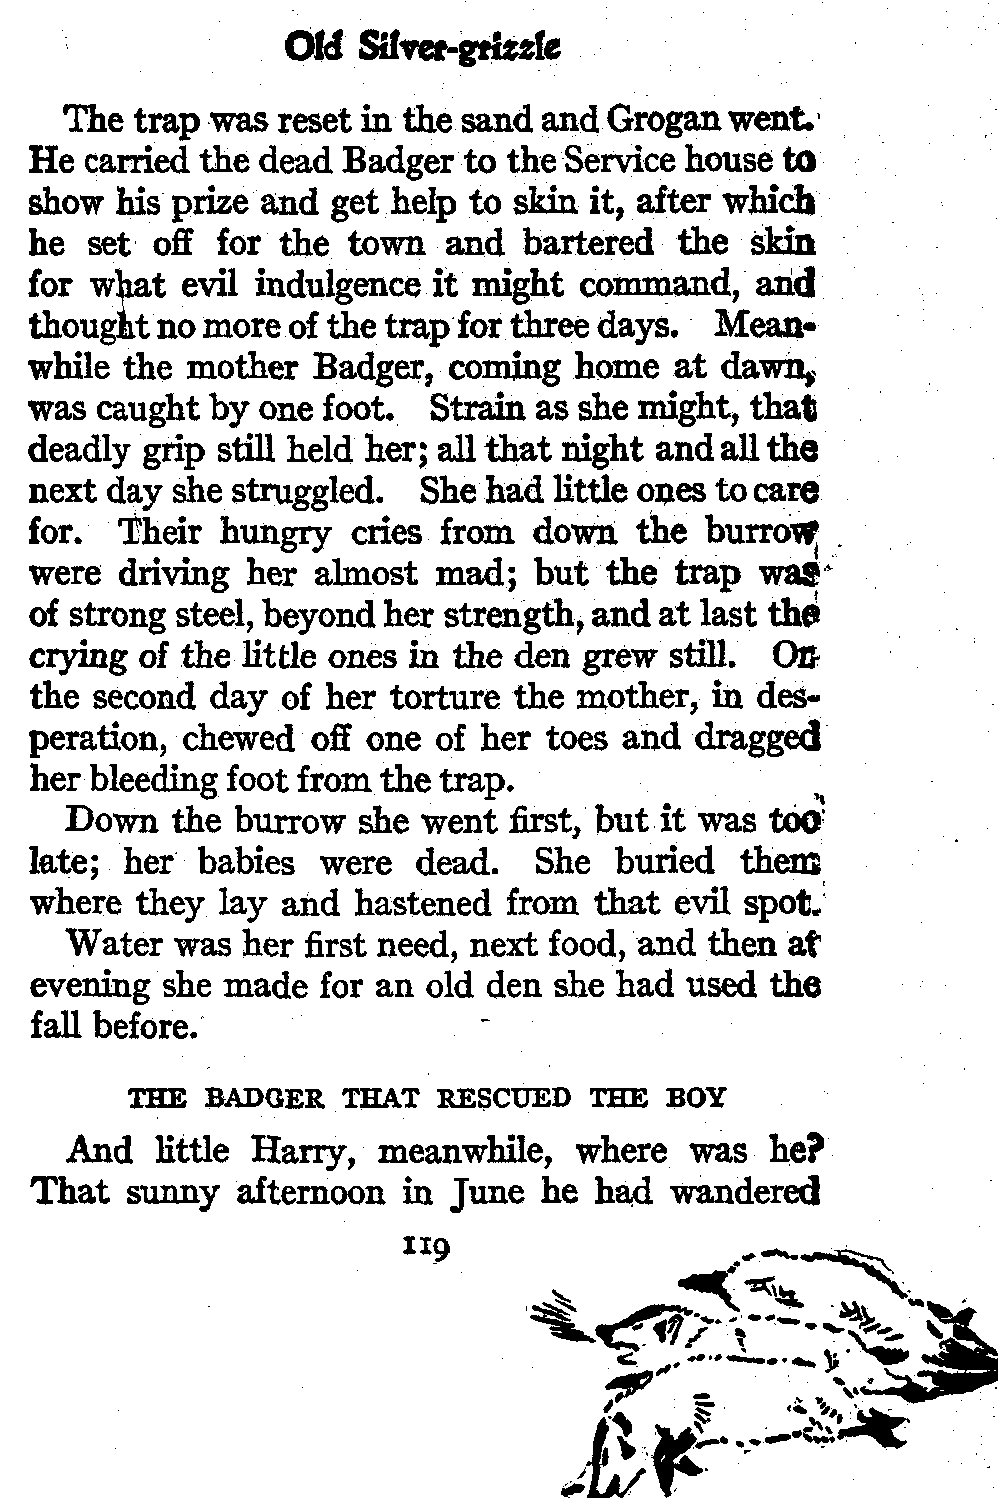 Old Silver-grizzle
The trap was reset in the sand and Grogan went.
He carried the dead Badger to the Service house to
show his prize and get help to skin it, after which
he set off for the town and bartered the skin
for what evil indulgence it might command, and
thought no more of the trap for three days. Mean-
while the mother Badger, coming home at dawn,
was caught by one foot. Strain as she might, that
deadly grip still held her; all that night and all the
next day she struggled. She had little ones to care
for. Their hungry cries from down the burrow
were driving her almost mad; but the trap was
of strong steel, beyond her strength, and at last the
crying of the little ones in the den grew still. On
the second day of her torture the mother, in des-
peration, chewed off one of her toes and dragged
her bleeding foot from the trap.
Down the burrow she went first, but it was too
late; her babies were dead. She buried them
where they lay and hastened from that evil spot.
Water was her first need, next food, and then at
evening she made for an old den she had used the
fall before.
THE BADGER THAT RESCUED THE BOY
And little Harry, meanwhile, where was he?
That sunny afternoon in June he had wandered
119